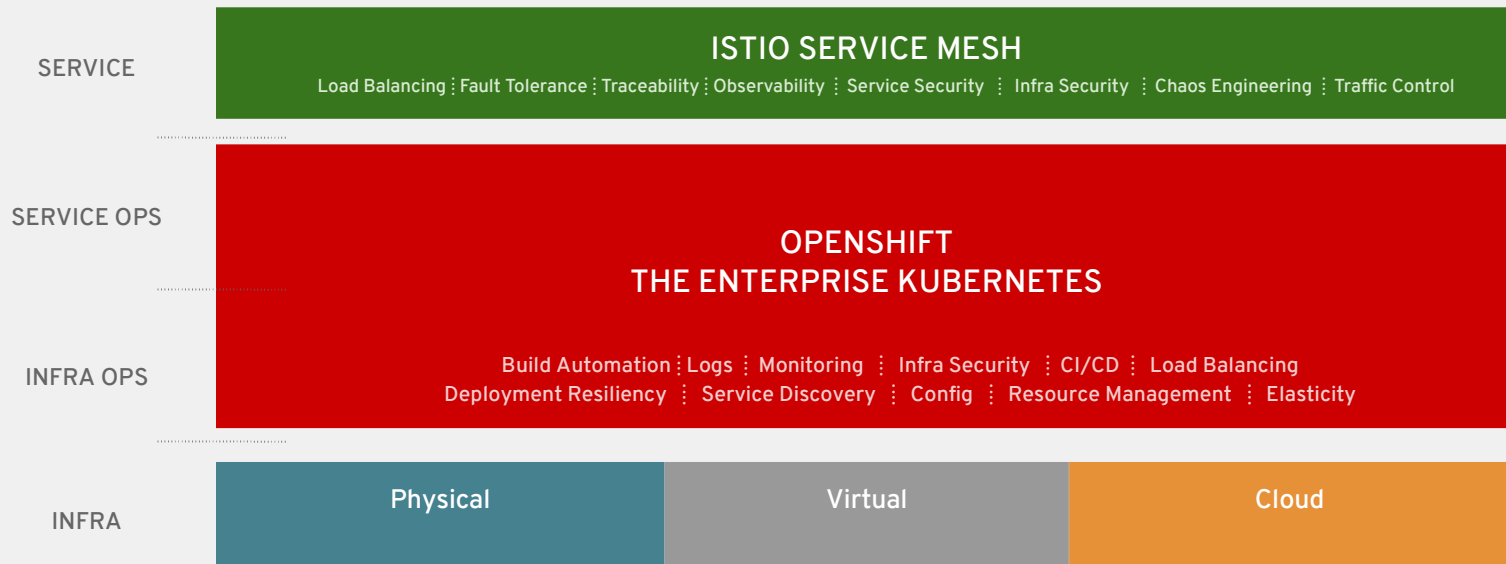 SERVICE
ISTIO SERVICE MESH
Load Balancing ⋮ Fault Tolerance ⋮ Traceability ⋮ Observability ⋮ Service Security ⋮ Infra Security ⋮ Chaos Engineering ⋮ Traffic Control
SERVICE OPS
OPENSHIFT
THE ENTERPRISE KUBERNETES
INFRA OPS
Build Automation ⋮ Logs ⋮ Monitoring ⋮ Infra Security ⋮ CI/CD ⋮ Load Balancing
Deployment Resiliency ⋮ Service Discovery ⋮ Config ⋮ Resource Management ⋮ Elasticity
INFRA
Physical
Virtual
Cloud